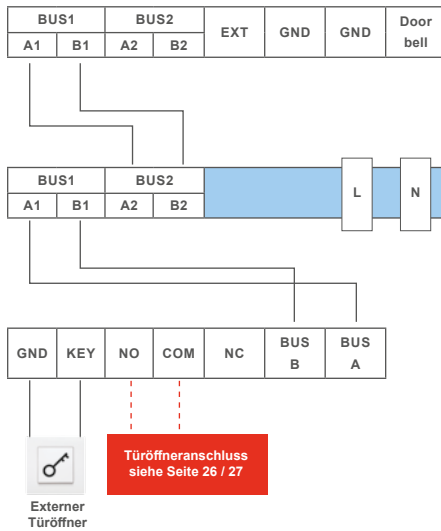 BUS1 BUS2 EXT GND GND Door bell
A1 B1 A2 B2
BUS1 BUS2 L N
A1 B1 A2 B2
GND KEY NO COM NC BUS B BUS A
Türöffneranschluss
siehe Seite 26 / 27
Externer
Türöffner